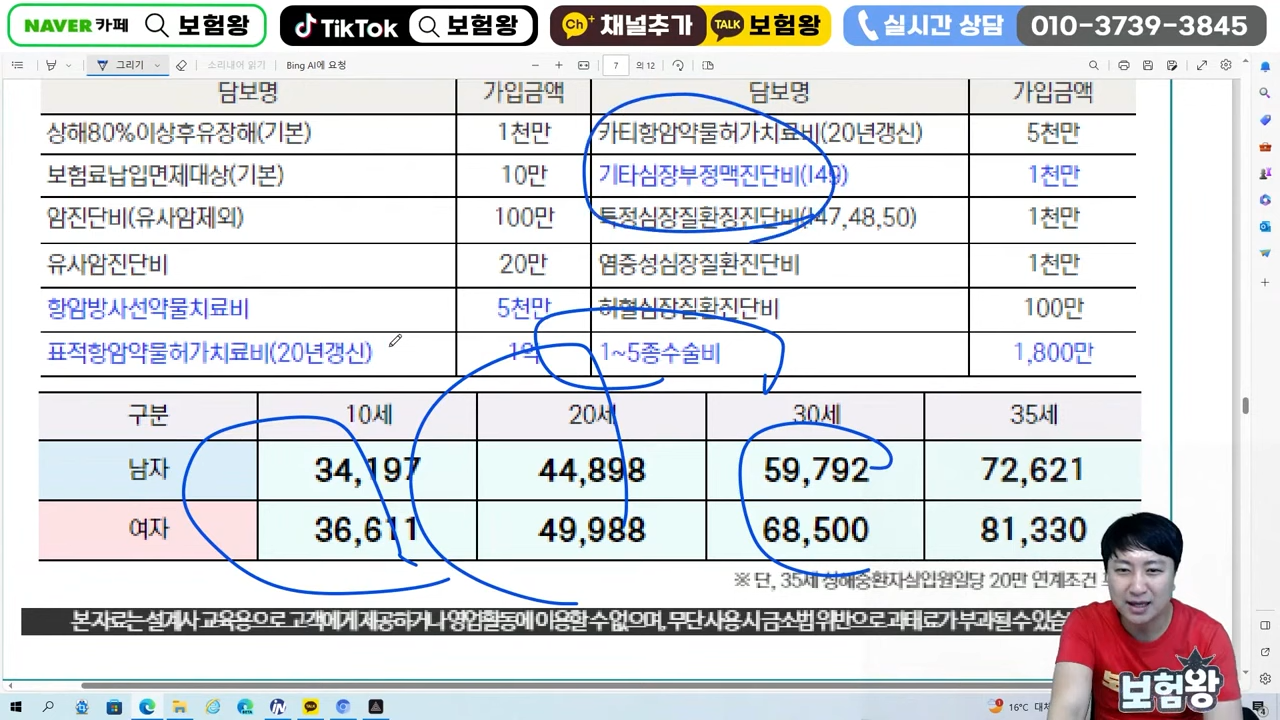 NAVER 카페 보험왕 TikTok 보험왕 Ch+ 채널추가 TALK 보험왕 실시간 상담 010-3739-3845
그리기 소리내어 읽기 Bing AI에 요청 7 의 12
담보명 가입금액 담보명 가입금액
상해80%이상후유장해(기본) 1천만 카티항암약물허가치료비(20년갱신) 5천만
보험료납입면제대상(기본) 10만 기타심장부정맥진단비(I49) 1천만
암진단비(유사암제외) 100만 특정심장질환징진단비(I47,48,50) 1천만
유사암진단비 20만 염증성심장질환진단비 1천만
항암방사선약물치료비 5천만 허혈심장질환진단비 100만
표적항암약물허가치료비(20년갱신) 1억 1~5종수술비 1,800만
구분 10세 20세 30세 35세
남자 34,197 44,898 59,792 72,621
여자 36,611 49,988 68,500 81,330
※ 단, 35세 상해중환자실입원일당 20만 연계조건
본 자료는 설계사 교육용으로 고객에게 제공하거나 영업활동에 이용할 수 없으며, 무단 사용 시 금소법 위반으로 과태료가 부과될 수 있습
보험왕
16°C